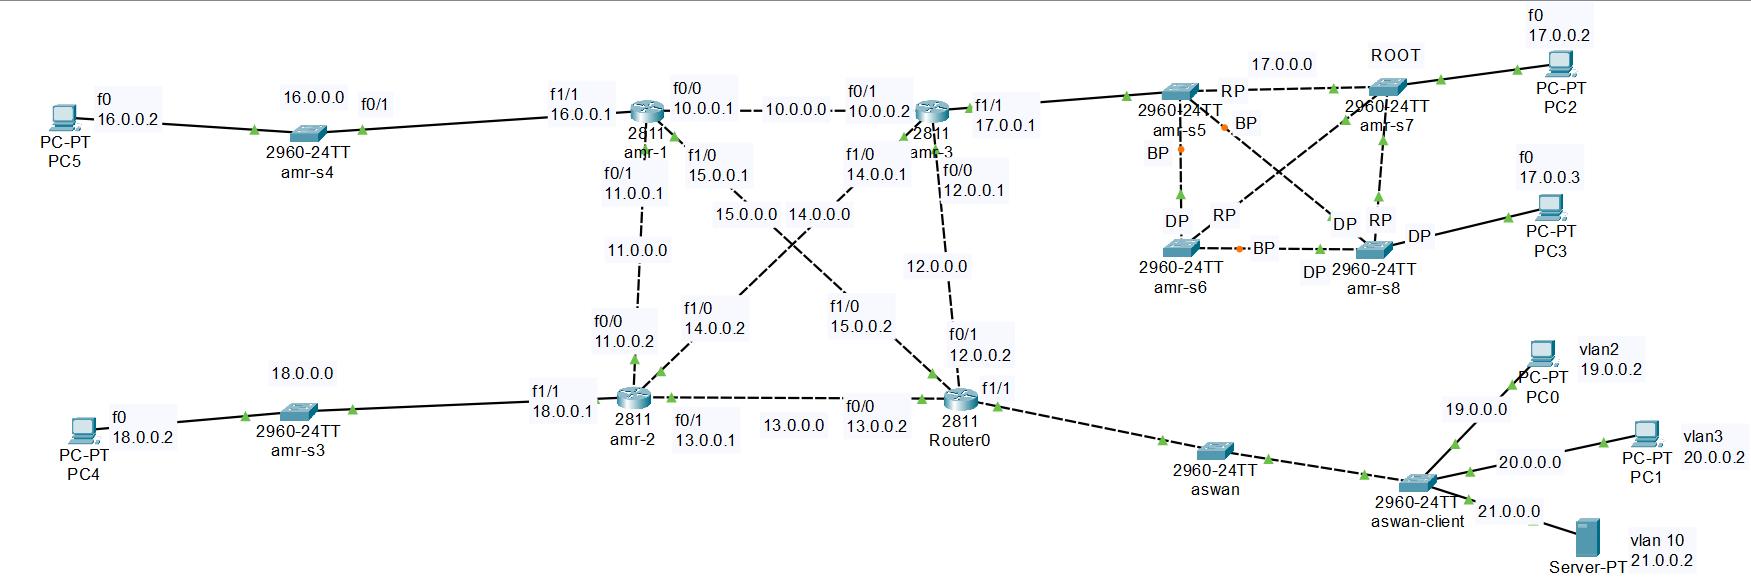 f0
16.0.0.2
PC-PT
PC5
16.0.0.0
f0/1
2960-24TT
amr-s4
f1/1
16.0.0.1
f0/0
10.0.0.1
10.0.0.0
f0/1
10.0.0.2
2811
amr-1
2811
amr-3
f1/1
17.0.0.1
f0/1
11.0.0.1
f1/0
15.0.0.1
f1/0
14.0.0.1
f0/0
12.0.0.1
15.0.0.0
14.0.0.0
11.0.0.0
12.0.0.0
f0/0
11.0.0.2
f1/0
14.0.0.2
f1/0
15.0.0.2
f0/1
12.0.0.2
18.0.0.0
f0
18.0.0.2
PC-PT
PC4
2960-24TT
amr-s3
f1/1
18.0.0.1
2811
amr-2
f0/1
13.0.0.1
13.0.0.0
f0/0
13.0.0.2
2811
Router0
f1/1
17.0.0.0
ROOT
f0
17.0.0.2
PC-PT
PC2
RP
2960-24TT
amr-s5
BP
BP
2960-24TT
amr-s7
f0
17.0.0.3
PC-PT
PC3
DP
RP
DP
RP
DP
2960-24TT
amr-s6
BP
DP
2960-24TT
amr-s8
2960-24TT
aswan
2960-24TT
aswan-client
vlan2
19.0.0.2
PC-PT
PC0
19.0.0.0
vlan3
20.0.0.2
PC-PT
PC1
20.0.0.0
21.0.0.0
vlan 10
21.0.0.2
Server-PT